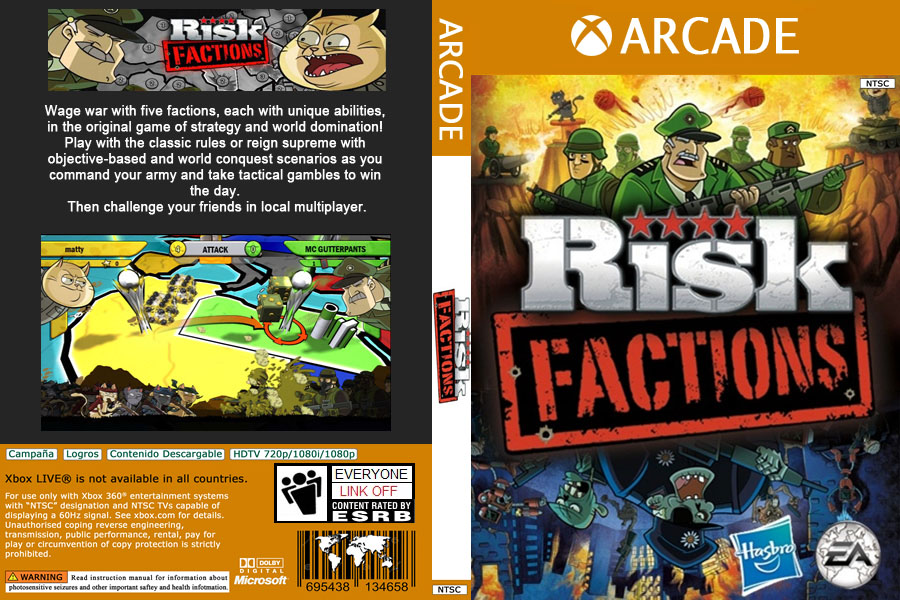 RISK
FACTIONS
Wage war with five factions, each with unique abilities,
in the original game of strategy and world domination!
Play with the classic rules or reign supreme with
objective-based and world conquest scenarios as you
command your army and take tactical gambles to win
the day.
Then challenge your friends in local multiplayer.
matty
4
ATTACK
MC GUTTERPANTS
Campaña
Logros
Contenido Descargable
HDTV 720p/1080i/1080p
Xbox LIVE® is not available in all countries.
For use only with Xbox 360® entertainment systems
with “NTSC” designation and NTSC TVs capable of
displaying a 60Hz signal. See xbox.com for details.
Unauthorised coping reverse engineering,
transmission, public performance, rental, pay for
play or circumvention of copy protection is strictly
prohibited.
WARNING Read instruction manual for information about
photosensitive seizures and other important saftey and health information.
DOLBY
DIGITAL
Microsoft®
EVERYONE
LINK OFF
CONTENT RATED BY
ESRB
695438 134658
ARCADE
RISK
FACTIONS
NTSC
ARCADE
NTSC
RISK
FACTIONS
Hasbro
EA